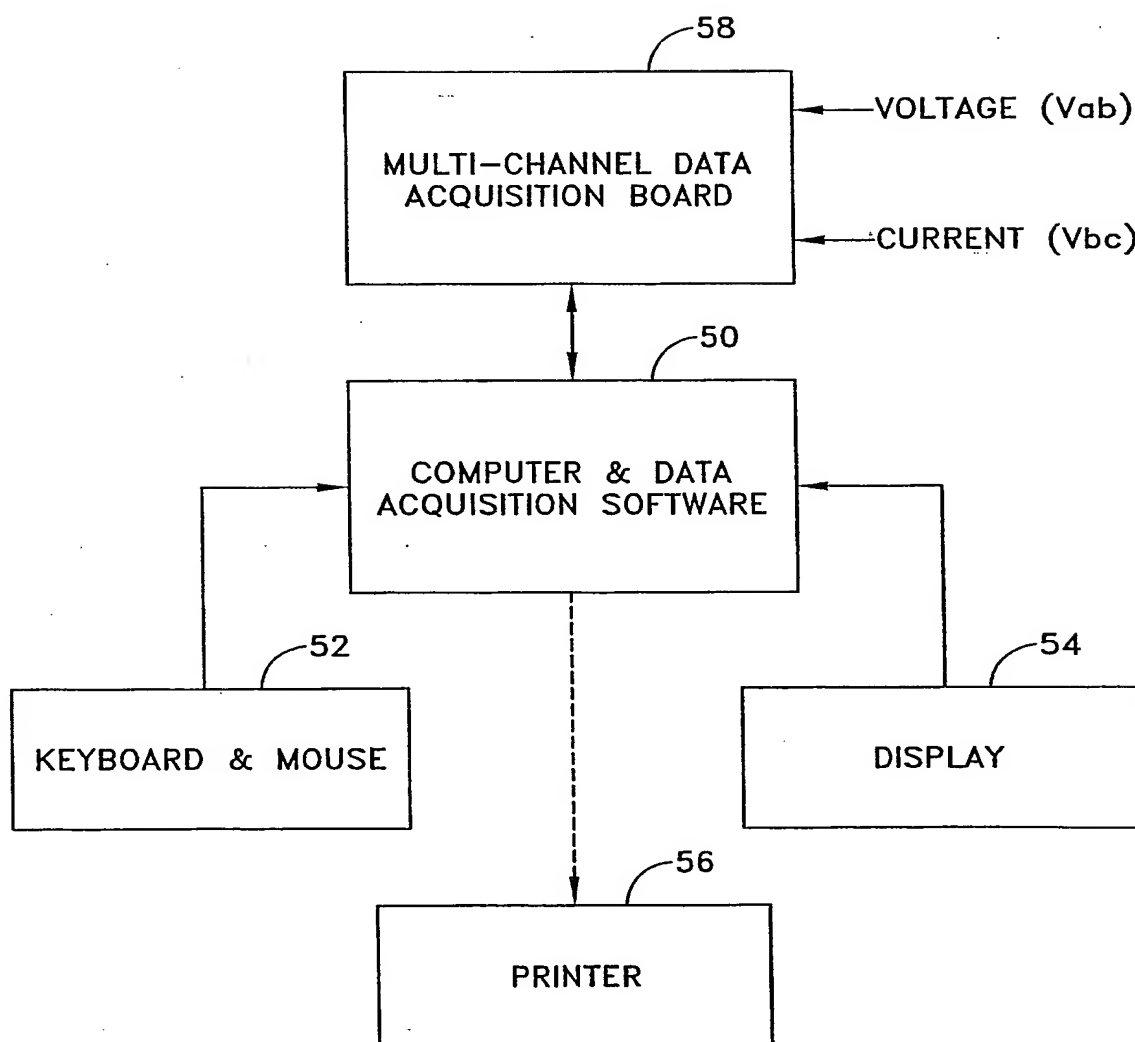 58
MULTI-CHANNEL DATA
ACQUISITION BOARD
VOLTAGE (Vab)
CURRENT (Vbc)
50
COMPUTER & DATA
ACQUISITION SOFTWARE
52
KEYBOARD & MOUSE
54
DISPLAY
56
PRINTER